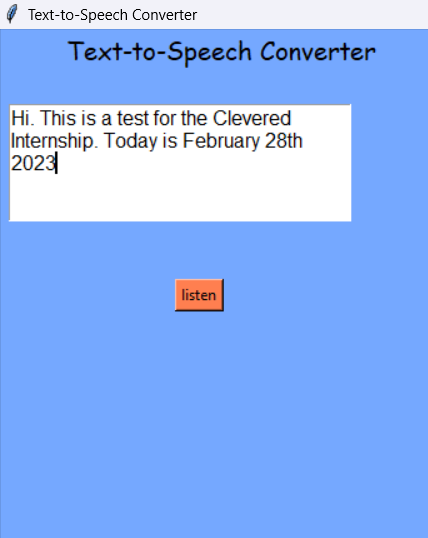 Text-to-Speech Converter
Text-to-Speech Converter
Hi. This is a test for the Clevered
Internship. Today is February 28th
2023
listen